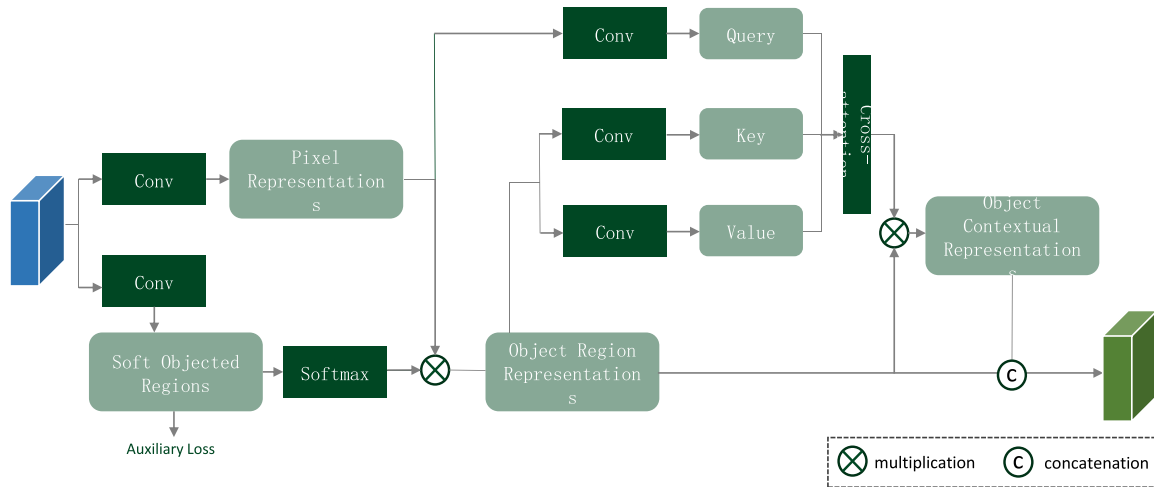 Conv
Query
Conv
Key
Cross-
attention
Pixel
Representation
s
Conv
Conv
Value
Object
Contextual
Representation
s
Conv
Soft Objected
Regions
Softmax
Object Region
Representation
s
C
Auxiliary Loss
multiplication
C
concatenation